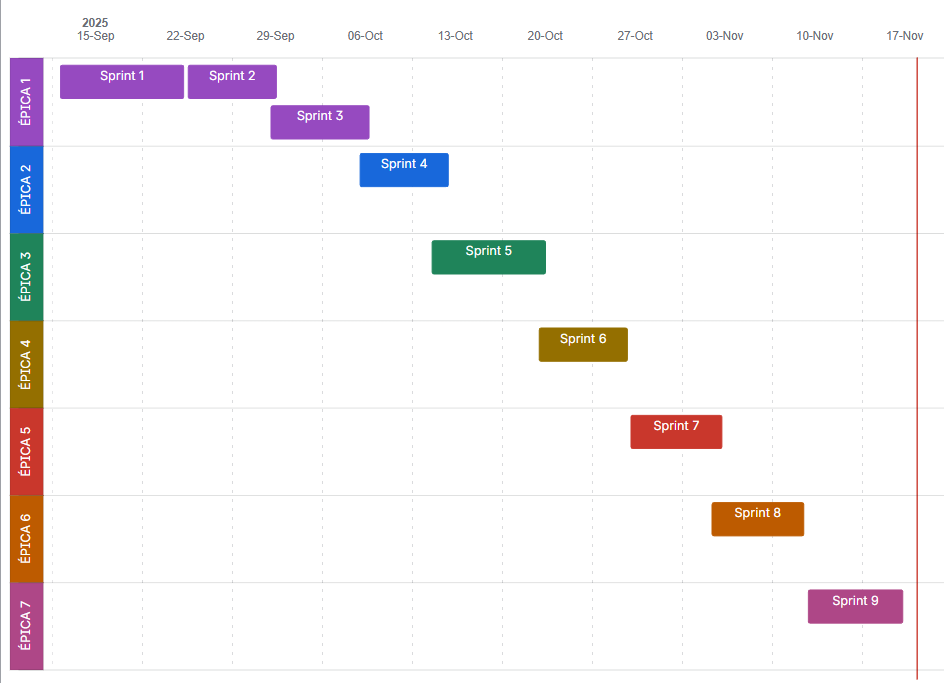 2025
15-Sep 22-Sep 29-Sep 06-Oct 13-Oct 20-Oct 27-Oct 03-Nov 10-Nov 17-Nov
ÉPICA 1
Sprint 1 Sprint 2
Sprint 3
ÉPICA 2
Sprint 4
ÉPICA 3
Sprint 5
ÉPICA 4
Sprint 6
ÉPICA 5
Sprint 7
ÉPICA 6
Sprint 8
ÉPICA 7
Sprint 9